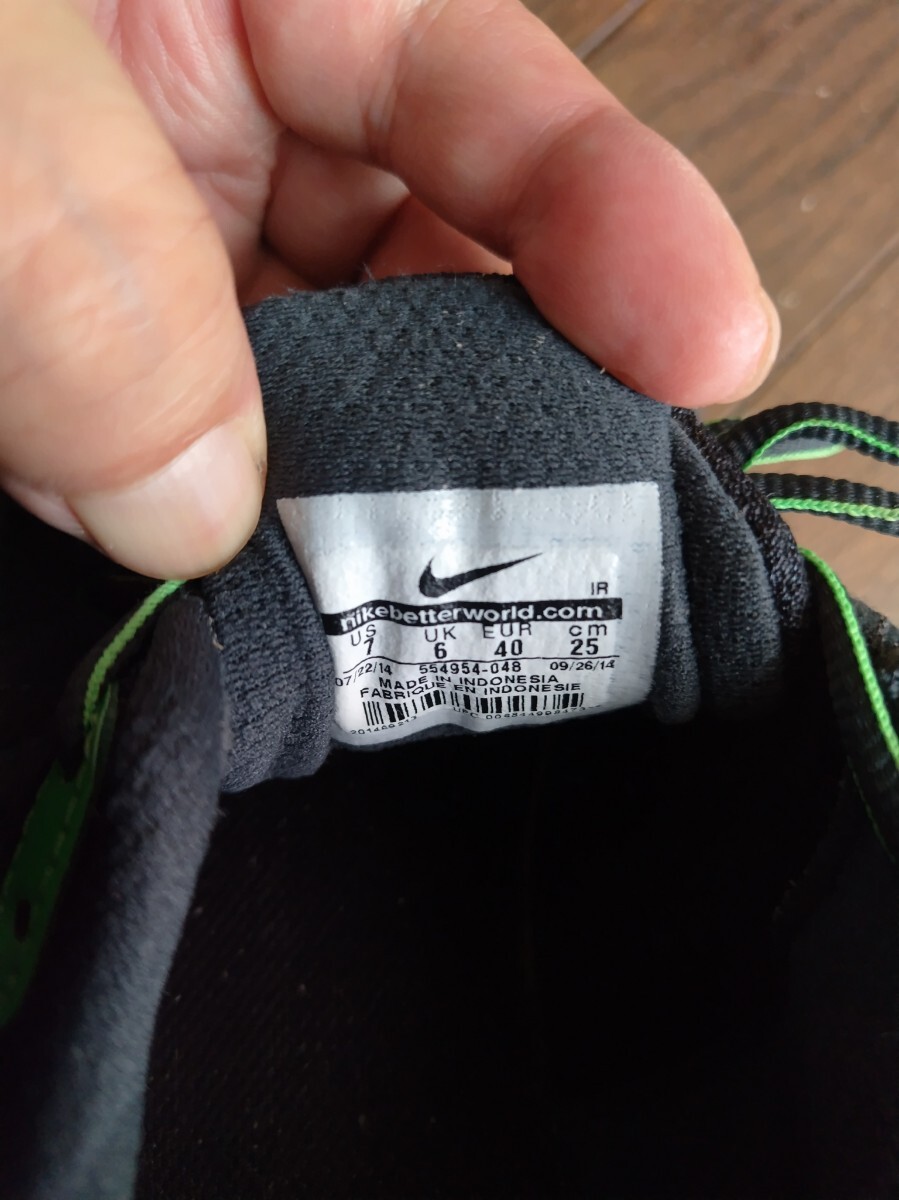 IR
nikebetterworld.com
US UK EUR cm
7 6 40 25
07/22/14 554954-048 09/26/14
MADE IN INDONESIA
FABRIQUE EN INDONESIE